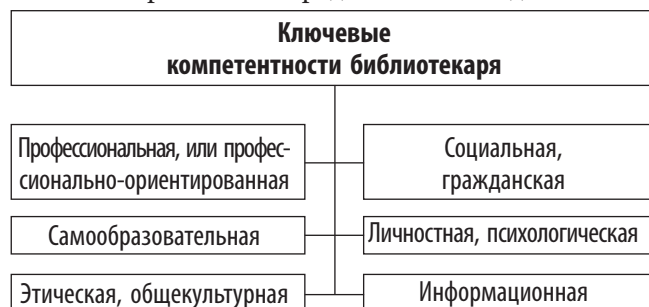 Ключевые
компетентности библиотекаря
Профессиональная, или профес-
сионально-ориентированная
Социальная,
гражданская
Самообразовательная
Личностная, психологическая
Этическая, общекультурная
Информационная